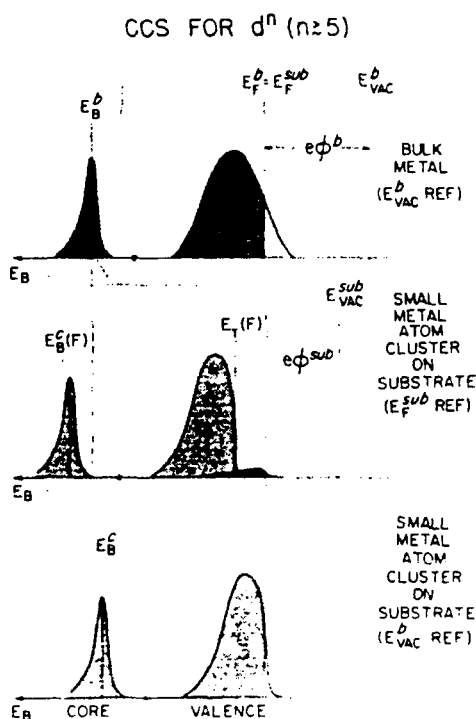 CCS FOR dⁿ (n≥5)
E_B^b
E_F^b = E_F^sub
E_VAC^b
eφ^b
BULK
METAL
(E_VAC^b REF)
E_B
E_VAC^sub
E_B^c(F)
E_T(F)
eφ^sub
SMALL
METAL
ATOM
CLUSTER
ON
SUBSTRATE
(E_F^sub REF)
E_B
E_B^c
SMALL
METAL
ATOM
CLUSTER
ON
SUBSTRATE
(E_VAC^b REF)
E_B CORE VALENCE